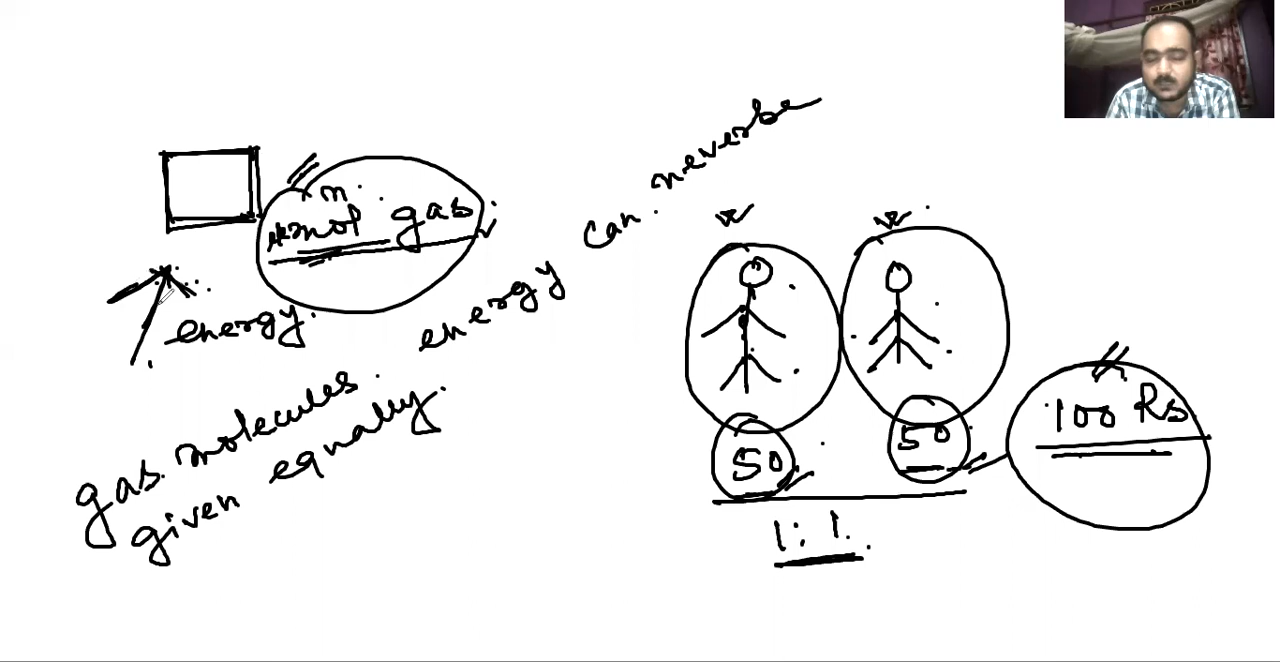 n
mol gas.
energy.
gas molecules. energy can never be
given equally.
50
50
100 Rs
1:1.